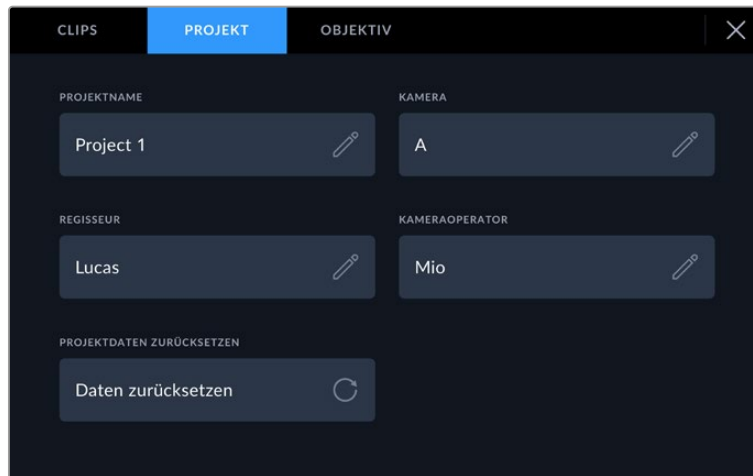 CLIPS PROJEKT OBJEKTIV
PROJEKTNAME KAMERA
Project 1 A
REGISSEUR KAMERAOPERATOR
Lucas Mio
PROJEKTDATEN ZURÜCKSETZEN
Daten zurücksetzen